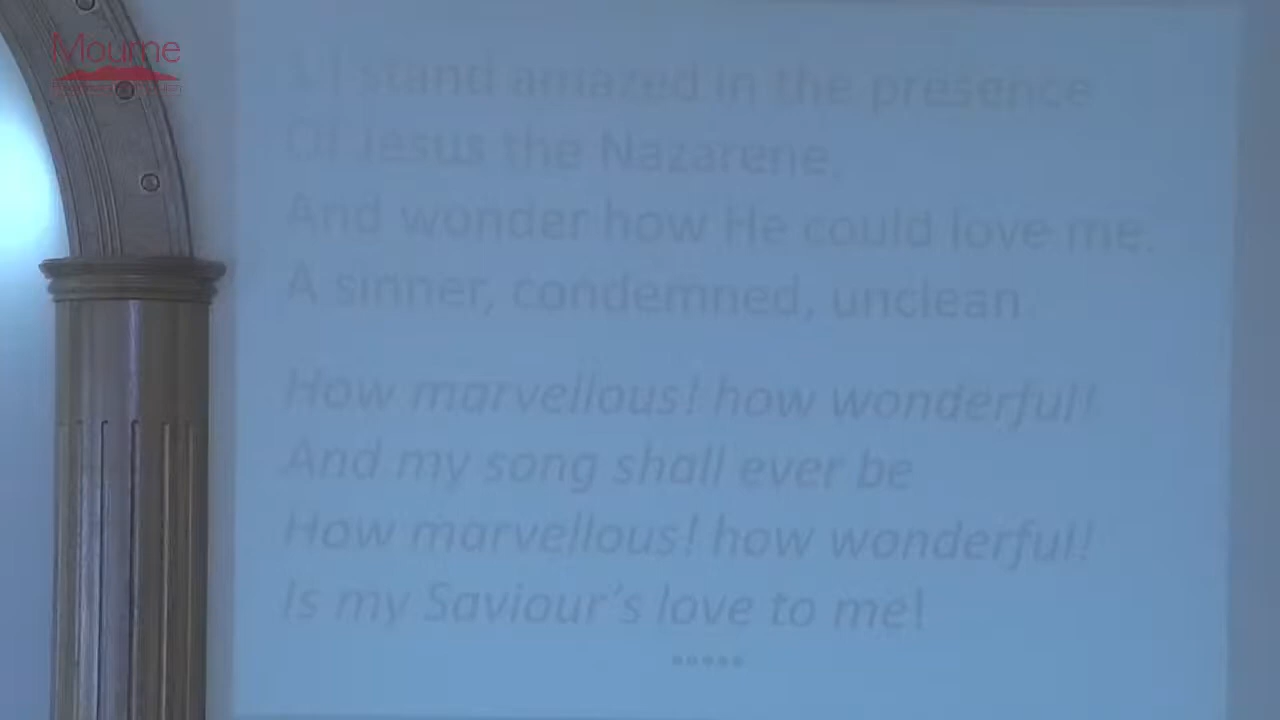 Mourne
I stand amazed in the presence
Of Jesus the Nazarene,
And wonder how He could love me,
A sinner, condemned, unclean.
How marvellous! how wonderful!
And my song shall ever be
How marvellous! how wonderful!
Is my Saviour's love to me!